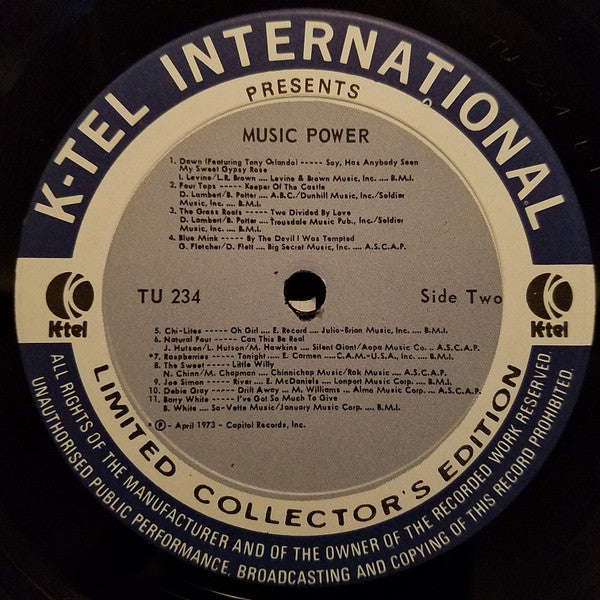 K-TEL INTERNATIONAL
PRESENTS
MUSIC POWER
1. Dawn (Featuring Tony Orlando) ----- Say, Has Anybody Seen
My Sweet Gypsy Rose
I. Levine/L.R. Brown .... Levine & Brown Music, Inc. .... B.M.I.
2. Four Tops ----- Keeper Of The Castle
D. Lambert/B. Potter .... A.B.C./Dunhill Music, Inc./Soldier
Music, Inc. .... B.M.I.
3. The Grass Roots ----- Two Divided By Love
D. Lambert/B. Potter .... Trousdale Music Pub., Inc./Soldier
Music, Inc. .... B.M.I.
4. Blue Mink ----- By The Devil I Was Tempted
G. Fletcher/D. Flett .... Big Secret Music, Inc. .... A.S.C.A.P.
K-tel
TU 234
Side Two
K-tel
5. Chi-Lites ----- Oh Girl .... E. Record .... Julio-Brian Music, Inc. .... B.M.I.
6. Natural Four ----- Can This Be Real
J. Hutson/L. Hutson/M. Hawkins .... Silent Giant/Aopa Music Co. .. A.S.C.A.P.
*7. Raspberries ----- Tonight .... E. Carmen .... C.A.M.-U.S.A., Inc. .... B.M.I.
8. The Sweet ----- Little Willy
N. Chinn/M. Chapman .... Chinnichap Music/Rak Music .... A.S.C.A.P.
9. Joe Simon ----- River .... E. McDaniels .... Lonport Music Corp. .. B.M.I.
10. Dobie Gray ----- Drift Away .. M. Williams .. Almo Music Corp. .. A.S.C.A.P.
11. Barry White ----- I've Got So Much To Give
B. White .... Sa-Vette Music/January Music Corp. .. B.M.I.
* Ⓟ - April 1973 - Capitol Records, Inc.
LIMITED COLLECTOR'S EDITION
ALL RIGHTS OF THE MANUFACTURER AND OF THE OWNER OF THE RECORDED WORK RESERVED.
UNAUTHORISED PUBLIC PERFORMANCE, BROADCASTING AND COPYING OF THIS RECORD PROHIBITED.